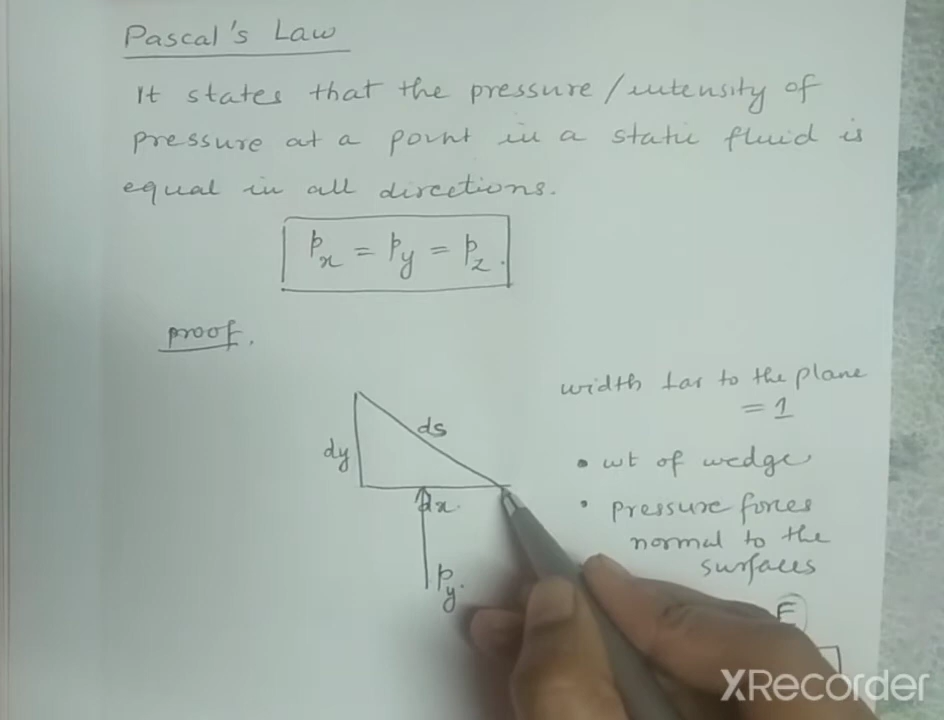 Pascal's Law
It states that the pressure / intensity of
pressure at a point in a static fluid is
equal in all directions.
px = py = pz.
proof.
width ⊥ar to the plane
= 1
ds
dy
• wt of wedge
dx.
• pressure forces
normal to the
surfaces
py.
F
XRecorder